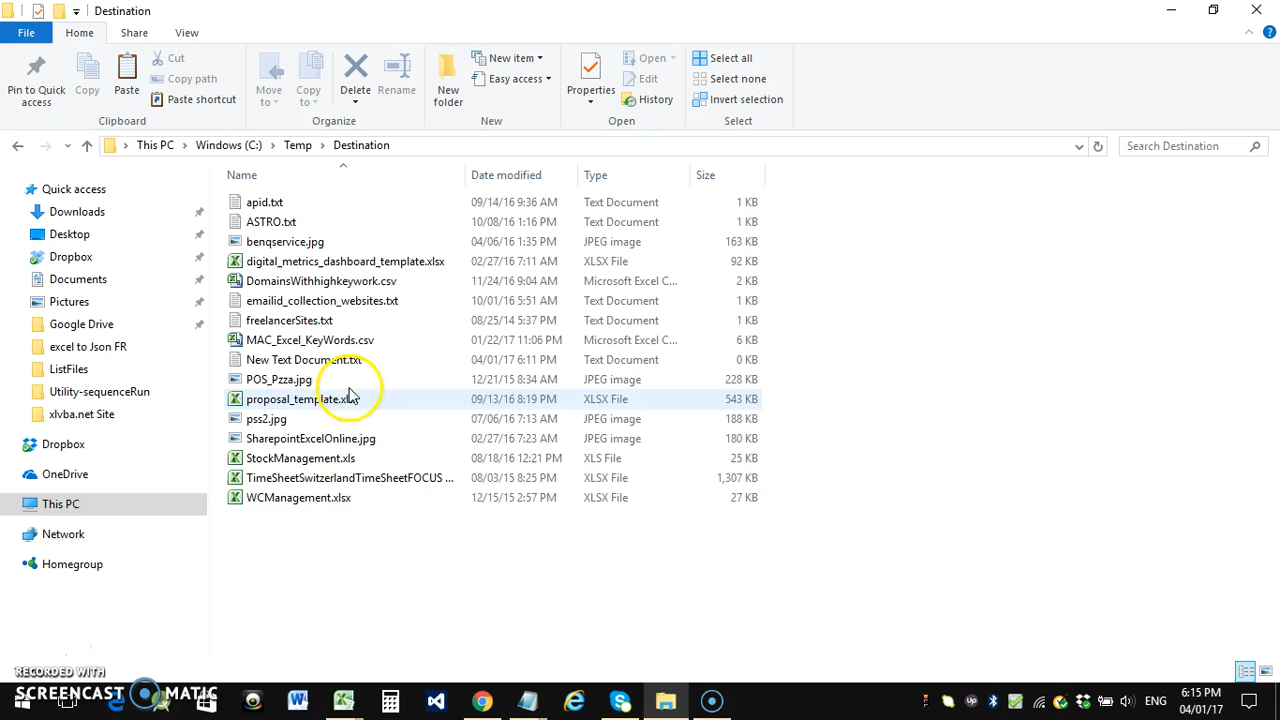 Destination
File Home Share View
Pin to Quick access
Copy
Paste
Cut
Copy path
Paste shortcut
Clipboard
Move to
Copy to
Delete
Rename
Organize
New folder
New item
Easy access
New
Properties
Open
Edit
History
Open
Select all
Select none
Invert selection
Select
This PC Windows (C:) Temp Destination
Search Destination
Name Date modified Type Size
Quick access
Downloads
Desktop
Dropbox
Documents
Pictures
Google Drive
excel to Json FR
ListFiles
Utility-sequenceRun
xlvba.net Site
Dropbox
OneDrive
This PC
Network
Homegroup
apid.txt 09/14/16 9:36 AM Text Document 1 KB
ASTRO.txt 10/08/16 1:16 PM Text Document 1 KB
benqservice.jpg 04/06/16 1:35 PM JPEG image 163 KB
digital_metrics_dashboard_template.xlsx 02/27/16 7:11 AM XLSX File 92 KB
DomainsWithhighkeywork.csv 11/24/16 9:04 AM Microsoft Excel C... 2 KB
emailid_collection_websites.txt 10/01/16 5:51 AM Text Document 1 KB
freelancerSites.txt 08/25/14 5:37 PM Text Document 1 KB
MAC_Excel_KeyWords.csv 01/22/17 11:06 PM Microsoft Excel C... 6 KB
New Text Document.txt 04/01/17 6:11 PM Text Document 0 KB
POS_Pzza.jpg 12/21/15 8:34 AM JPEG image 228 KB
proposal_template.xlsx 09/13/16 8:19 PM XLSX File 543 KB
pss2.jpg 07/06/16 7:13 AM JPEG image 188 KB
SharepointExcelOnline.jpg 02/27/16 7:23 AM JPEG image 180 KB
StockManagement.xls 08/18/16 12:21 PM XLS File 25 KB
TimeSheetSwitzerlandTimeSheetFOCUS ... 08/03/15 8:25 PM XLSX File 1,307 KB
WCManagement.xlsx 12/15/15 2:57 PM XLSX File 27 KB
RECORDED WITH
SCREENCAST MATIC
ENG
6:15 PM
04/01/17